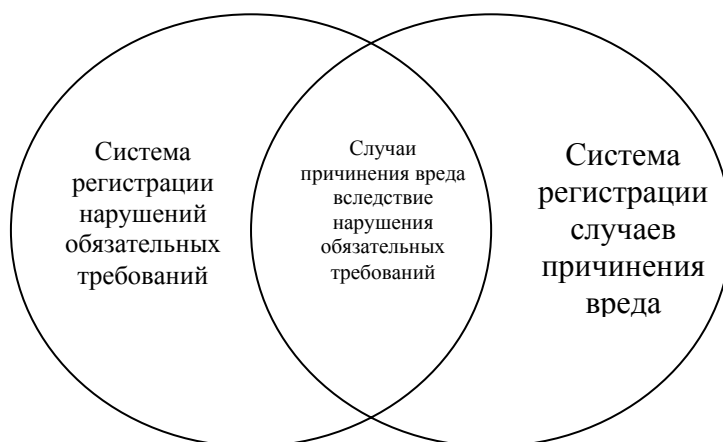 Система
регистрации
нарушений
обязательных
требований
Случаи
причинения вреда
вследствие
нарушения
обязательных
требований
Система
регистрации
случаев
причинения
вреда